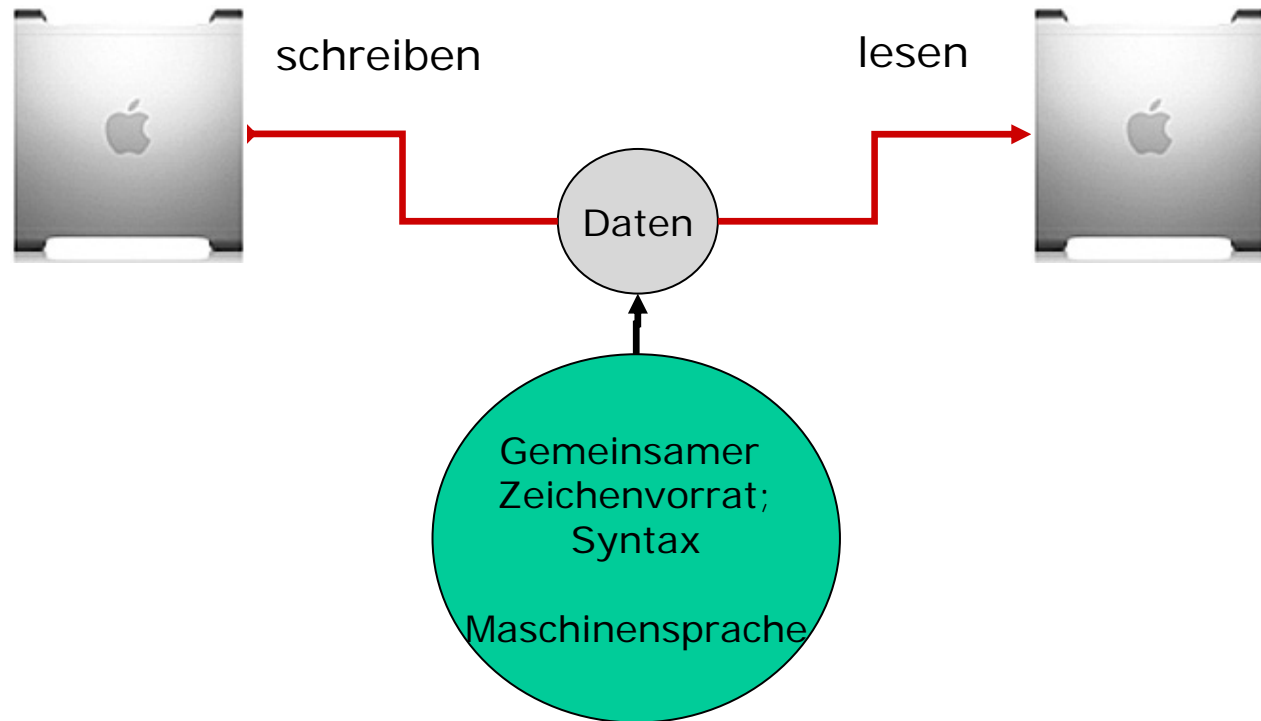 schreiben
lesen
Daten
Gemeinsamer
Zeichenvorrat;
Syntax
Maschinensprache